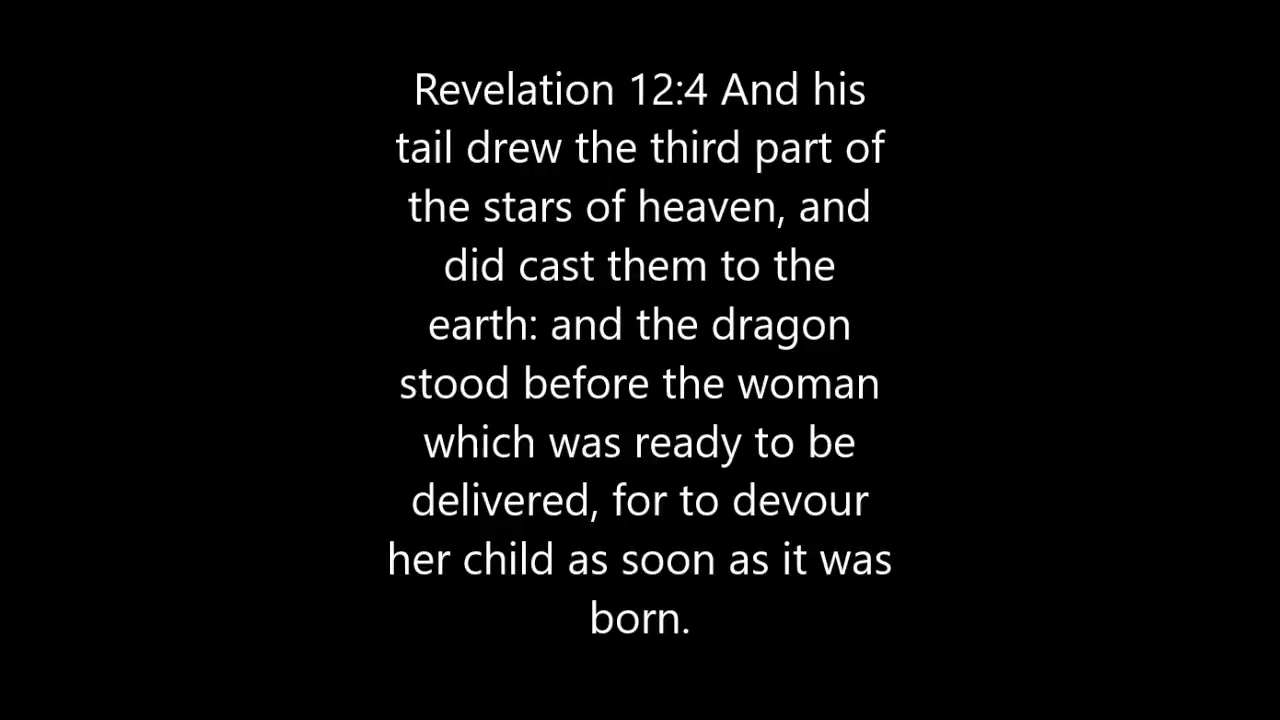 Revelation 12:4 And his
tail drew the third part of
the stars of heaven, and
did cast them to the
earth: and the dragon
stood before the woman
which was ready to be
delivered, for to devour
her child as soon as it was
born.